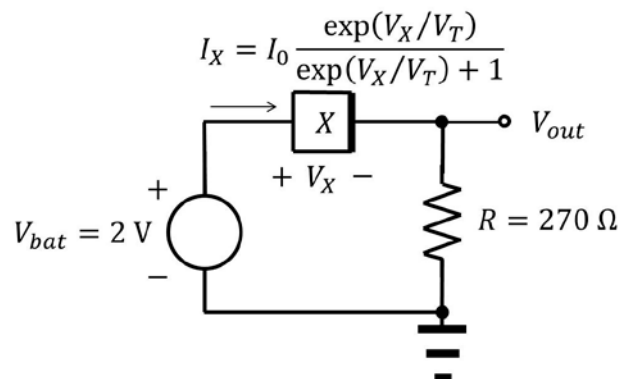 I_X = I_0 exp(V_X/V_T) / exp(V_X/V_T) + 1
X
V_out
+ V_X −
+
V_bat = 2 V
R = 270 Ω
−